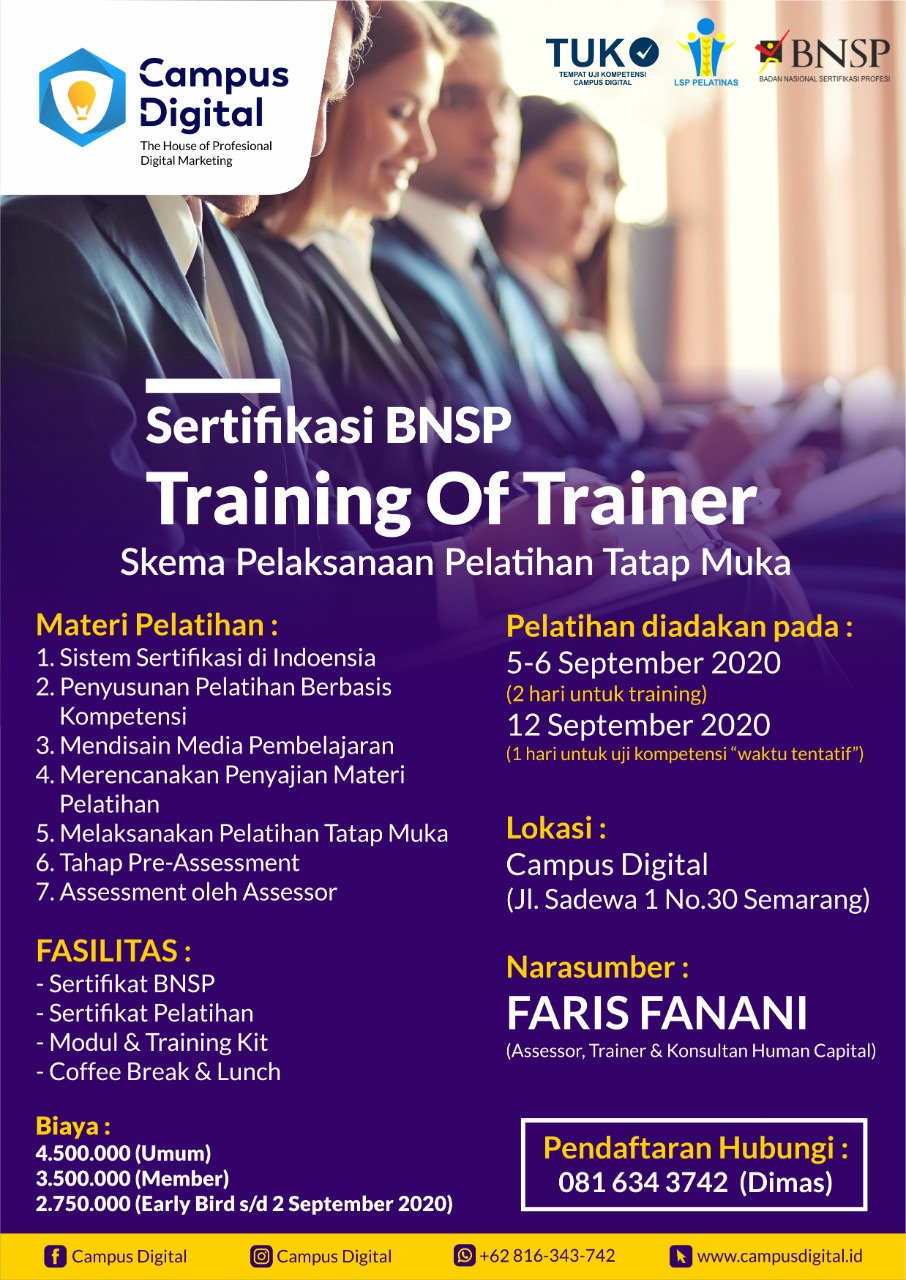 Campus
Digital
The House of Profesional
Digital Marketing
TUK
TEMPAT UJI KOMPETENSI
CAMPUS DIGITAL
LSP PELATINAS
BNSP
BADAN NASIONAL SERTIFIKASI PROFESI
Sertifikasi BNSP
Training Of Trainer
Skema Pelaksanaan Pelatihan Tatap Muka
Materi Pelatihan :
1. Sistem Sertifikasi di Indoensia
2. Penyusunan Pelatihan Berbasis
Kompetensi
3. Mendisain Media Pembelajaran
4. Merencanakan Penyajian Materi
Pelatihan
5. Melaksanakan Pelatihan Tatap Muka
6. Tahap Pre-Assessment
7. Assessment oleh Assessor
FASILITAS :
- Sertifikat BNSP
- Sertifikat Pelatihan
- Modul & Training Kit
- Coffee Break & Lunch
Biaya :
4.500.000 (Umum)
3.500.000 (Member)
2.750.000 (Early Bird s/d 2 September 2020)
Pelatihan diadakan pada :
5-6 September 2020
(2 hari untuk training)
12 September 2020
(1 hari untuk uji kompetensi “waktu tentatif”)
Lokasi :
Campus Digital
(Jl. Sadewa 1 No.30 Semarang)
Narasumber :
FARIS FANANI
(Assessor, Trainer & Konsultan Human Capital)
Pendaftaran Hubungi :
081 634 3742 (Dimas)
Campus Digital
Campus Digital
+62 816-343-742
www.campusdigital.id